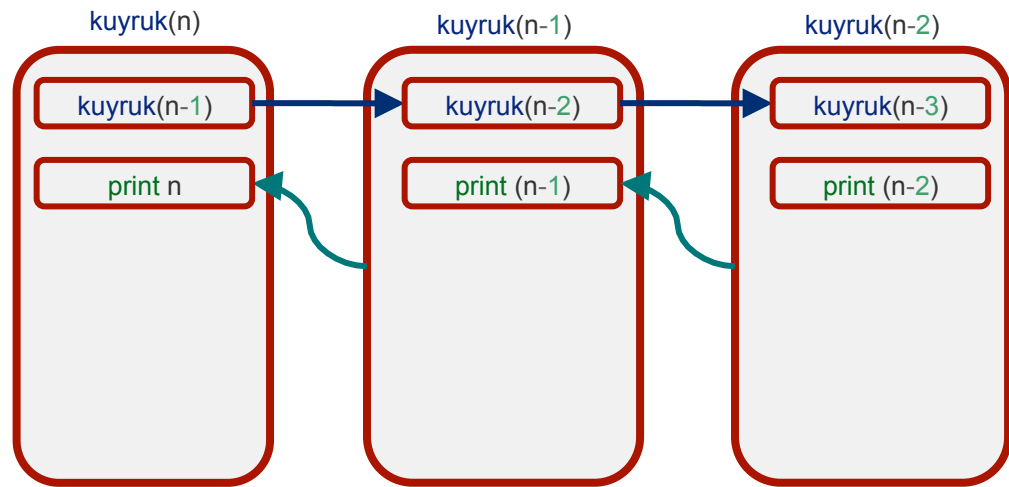 kuyruk(n)
kuyruk(n-1)
kuyruk(n-2)
kuyruk(n-1)
kuyruk(n-2)
kuyruk(n-3)
print n
print (n-1)
print (n-2)